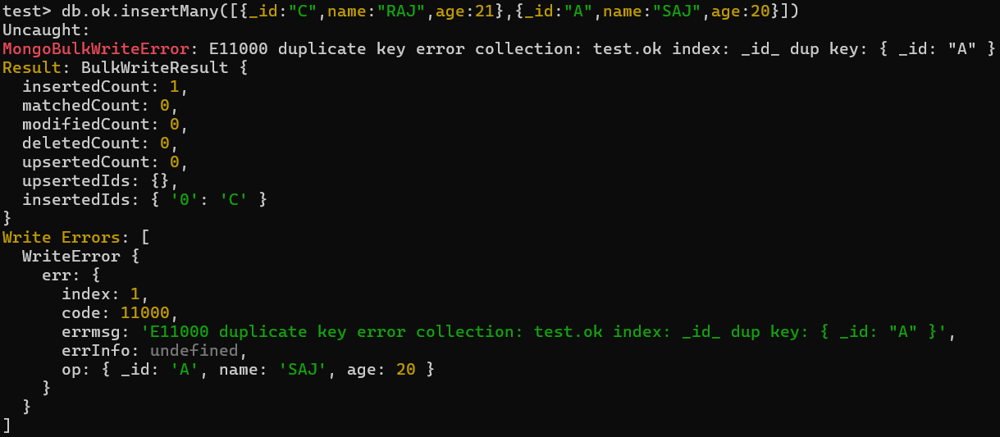 test> db.ok.insertMany([{_id:"C",name:"RAJ",age:21},{_id:"A",name:"SAJ",age:20}])
Uncaught:
MongoBulkWriteError: E11000 duplicate key error collection: test.ok index: _id_ dup key: { _id: "A" }
Result: BulkWriteResult {
  insertedCount: 1,
  matchedCount: 0,
  modifiedCount: 0,
  deletedCount: 0,
  upsertedCount: 0,
  upsertedIds: {},
  insertedIds: { '0': 'C' }
}
Write Errors: [
  WriteError {
    err: {
      index: 1,
      code: 11000,
      errmsg: 'E11000 duplicate key error collection: test.ok index: _id_ dup key: { _id: "A" }',
      errInfo: undefined,
      op: { _id: 'A', name: 'SAJ', age: 20 }
    }
  }
]